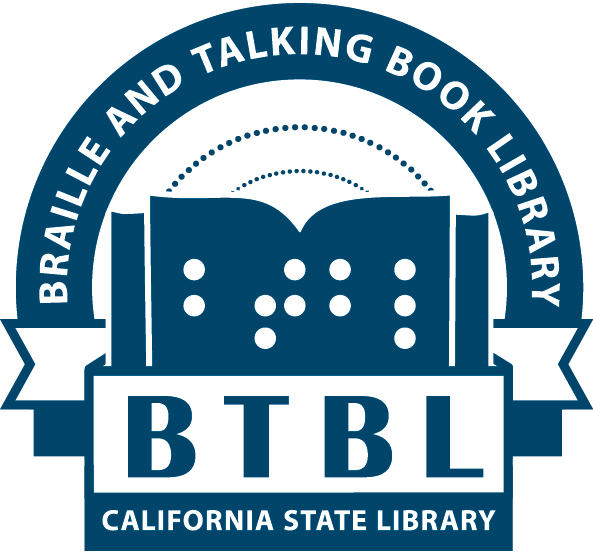 BRAILLE AND TALKING BOOK LIBRARY
⠃⠞⠃⠇
BTBL
CALIFORNIA STATE LIBRARY